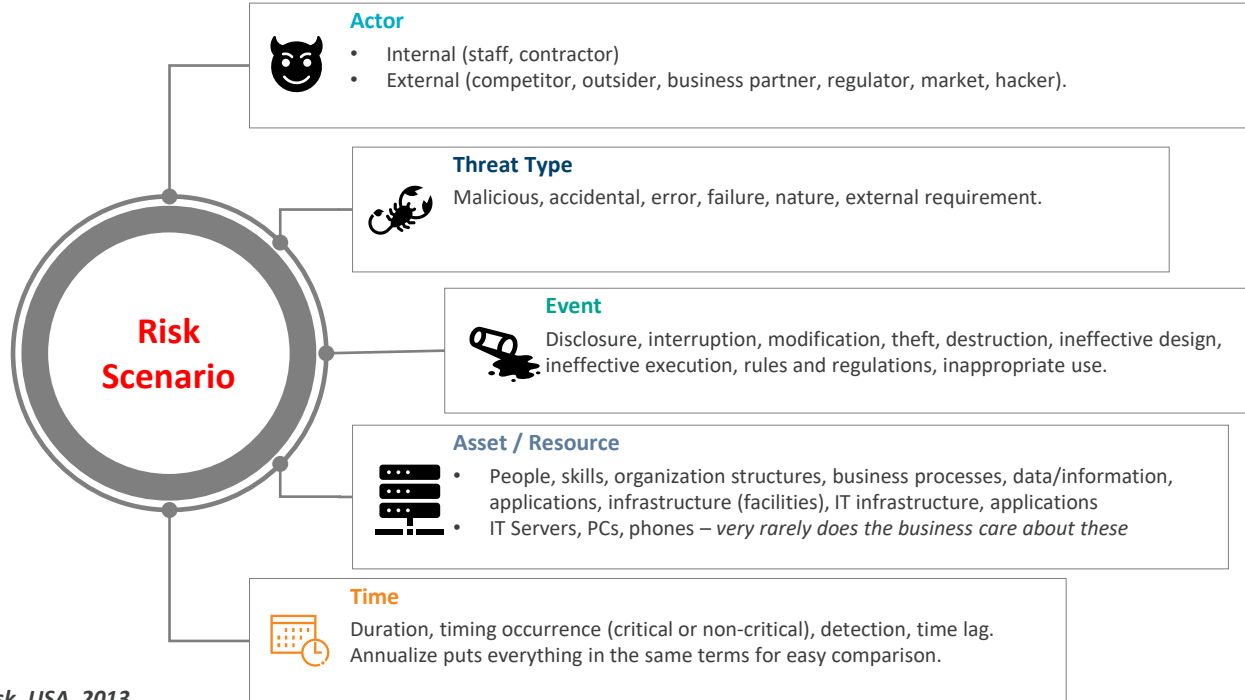 Actor
• Internal (staff, contractor)
• External (competitor, outsider, business partner, regulator, market, hacker).
Threat Type
Malicious, accidental, error, failure, nature, external requirement.
Event
Disclosure, interruption, modification, theft, destruction, ineffective design,
ineffective execution, rules and regulations, inappropriate use.
Risk
Scenario
Asset / Resource
• People, skills, organization structures, business processes, data/information,
applications, infrastructure (facilities), IT infrastructure, applications
• IT Servers, PCs, phones – very rarely does the business care about these
Time
Duration, timing occurrence (critical or non-critical), detection, time lag.
Annualize puts everything in the same terms for easy comparison.
USA, 2013